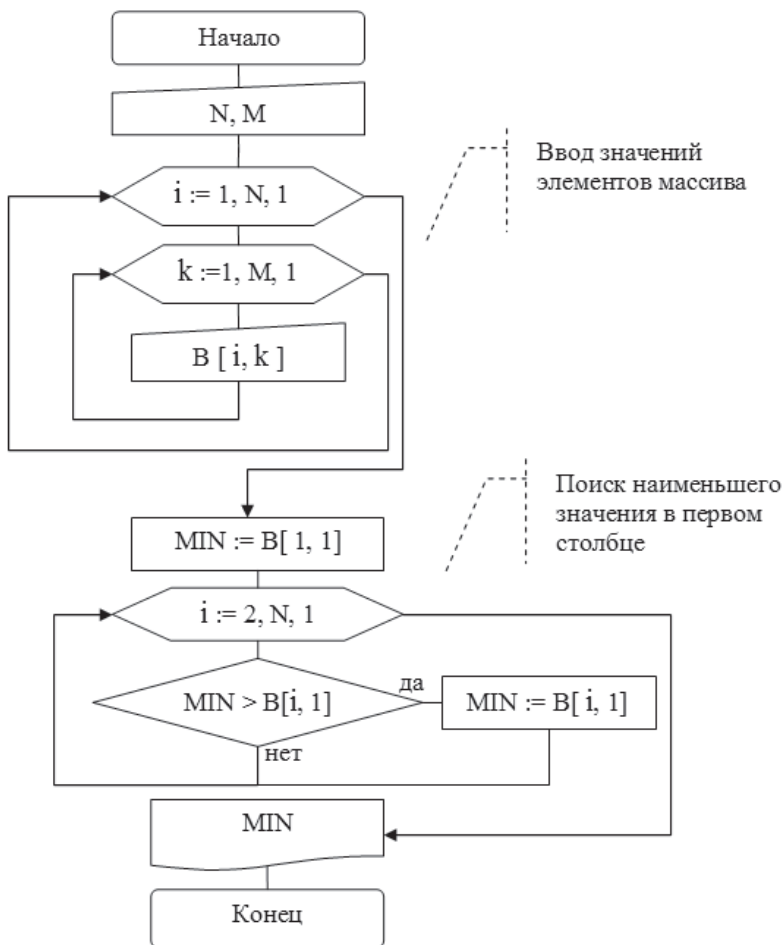 Начало
N, M
Ввод значений
элементов массива
i := 1, N, 1
k :=1, M, 1
B [ i, k ]
Поиск наименьшего
значения в первом
столбце
MIN := B[ 1, 1]
i := 2, N, 1
MIN > B[i, 1]
да
MIN := B[ i, 1]
нет
MIN
Конец